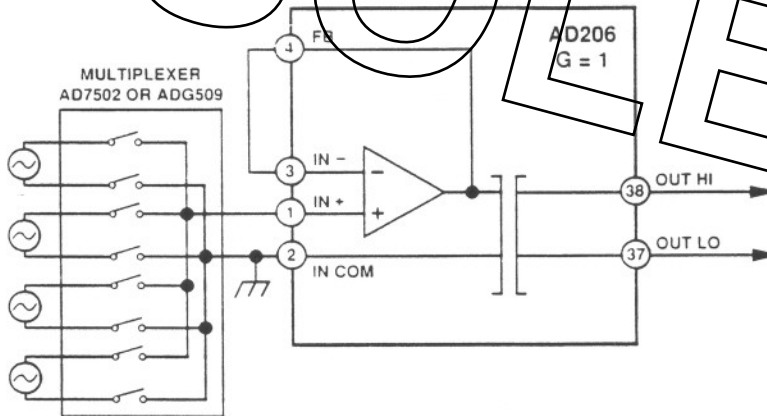 MULTIPLEXER
AD7502 OR ADG509
4
FB
AD206
G = 1
3
IN –
–
1
IN +
+
2
IN COM
38
OUT HI
37
OUT LO
OLE